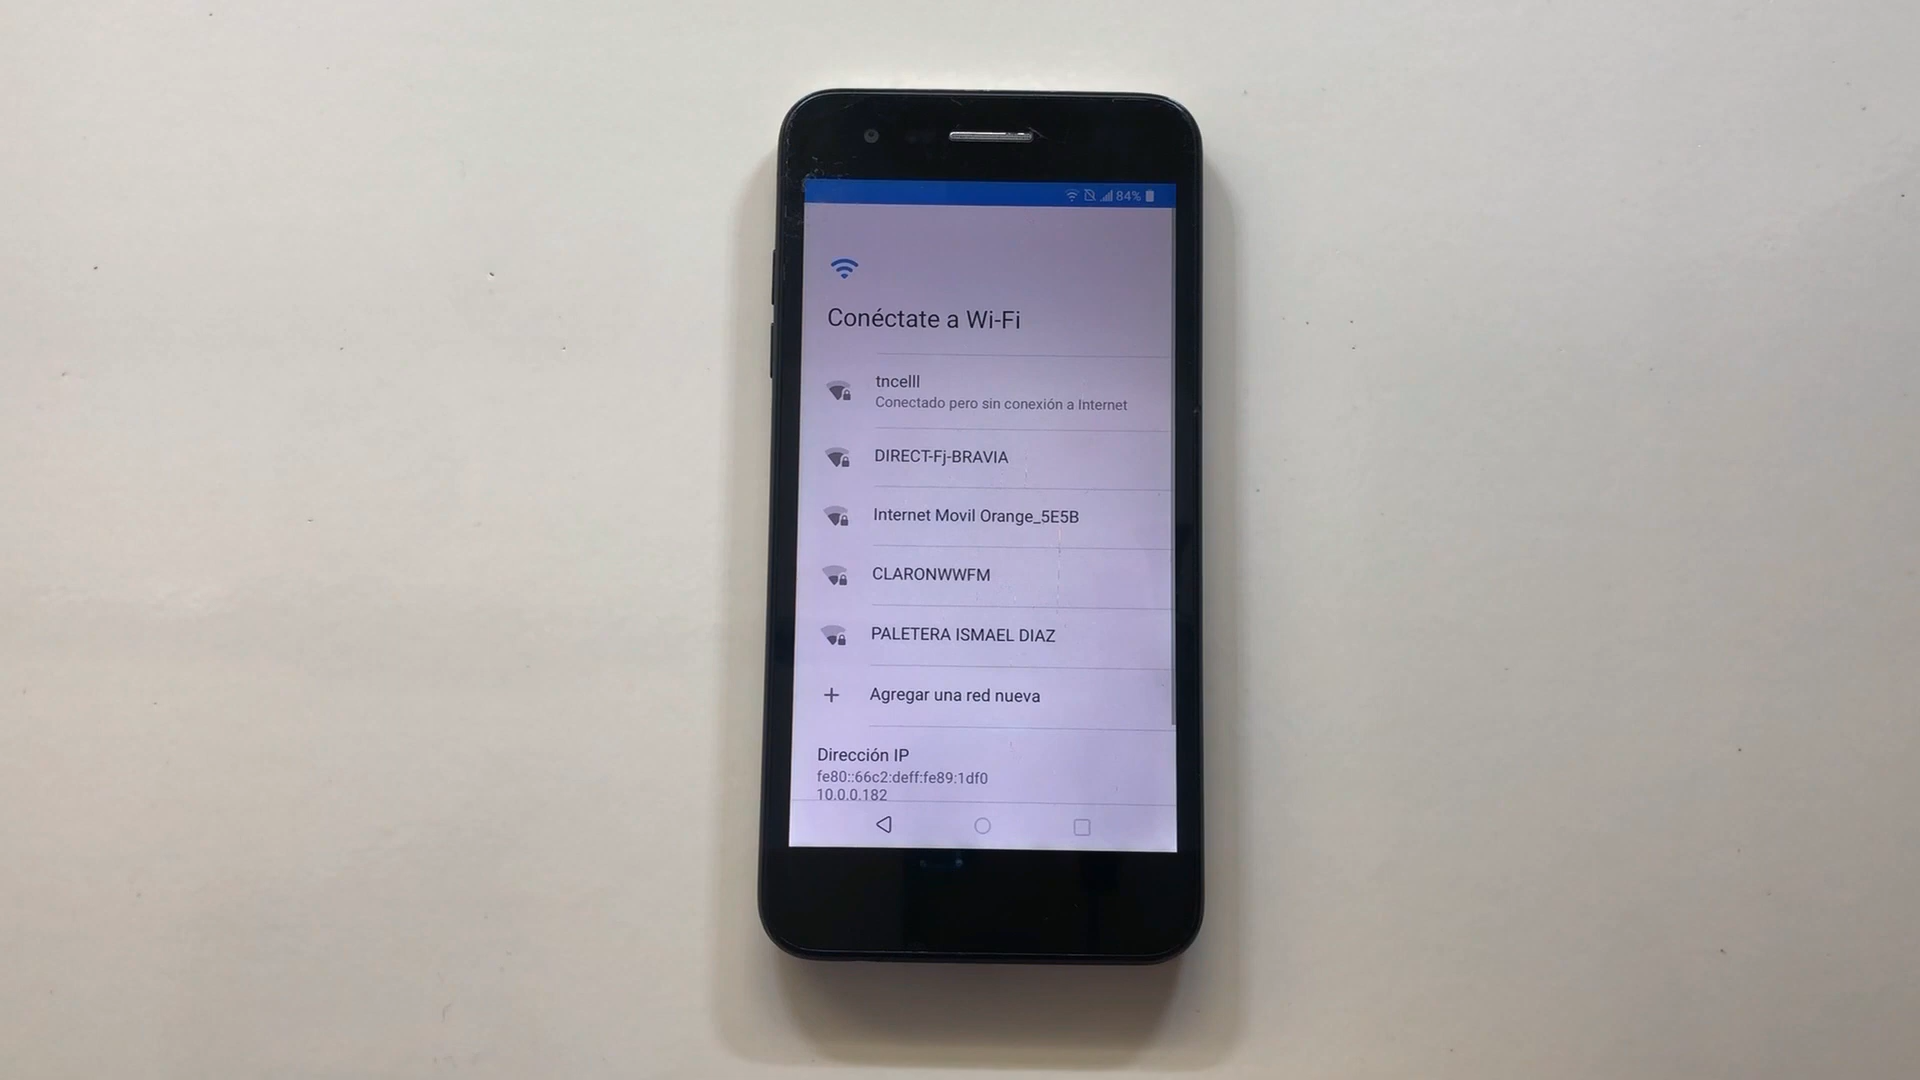 84%
Conéctate a Wi-Fi
tncelll
Conectado pero sin conexión a Internet
DIRECT-Fj-BRAVIA
Internet Movil Orange_5E5B
CLARONWWFM
PALETERA ISMAEL DIAZ
Agregar una red nueva
Dirección IP
fe80::66c2:deff:fe89:1df0
10.0.0.182